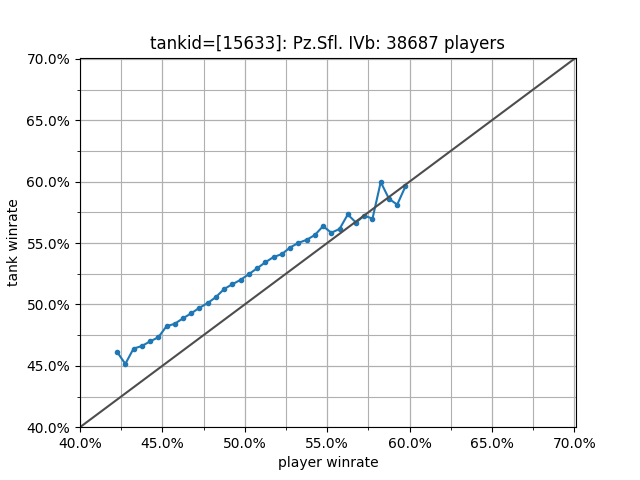 tankid=[15633]: Pz.Sfl. IVb: 38687 players
70.0%
65.0%
60.0%
55.0%
50.0%
45.0%
40.0%
tank winrate
40.0% 45.0% 50.0% 55.0% 60.0% 65.0% 70.0%
player winrate